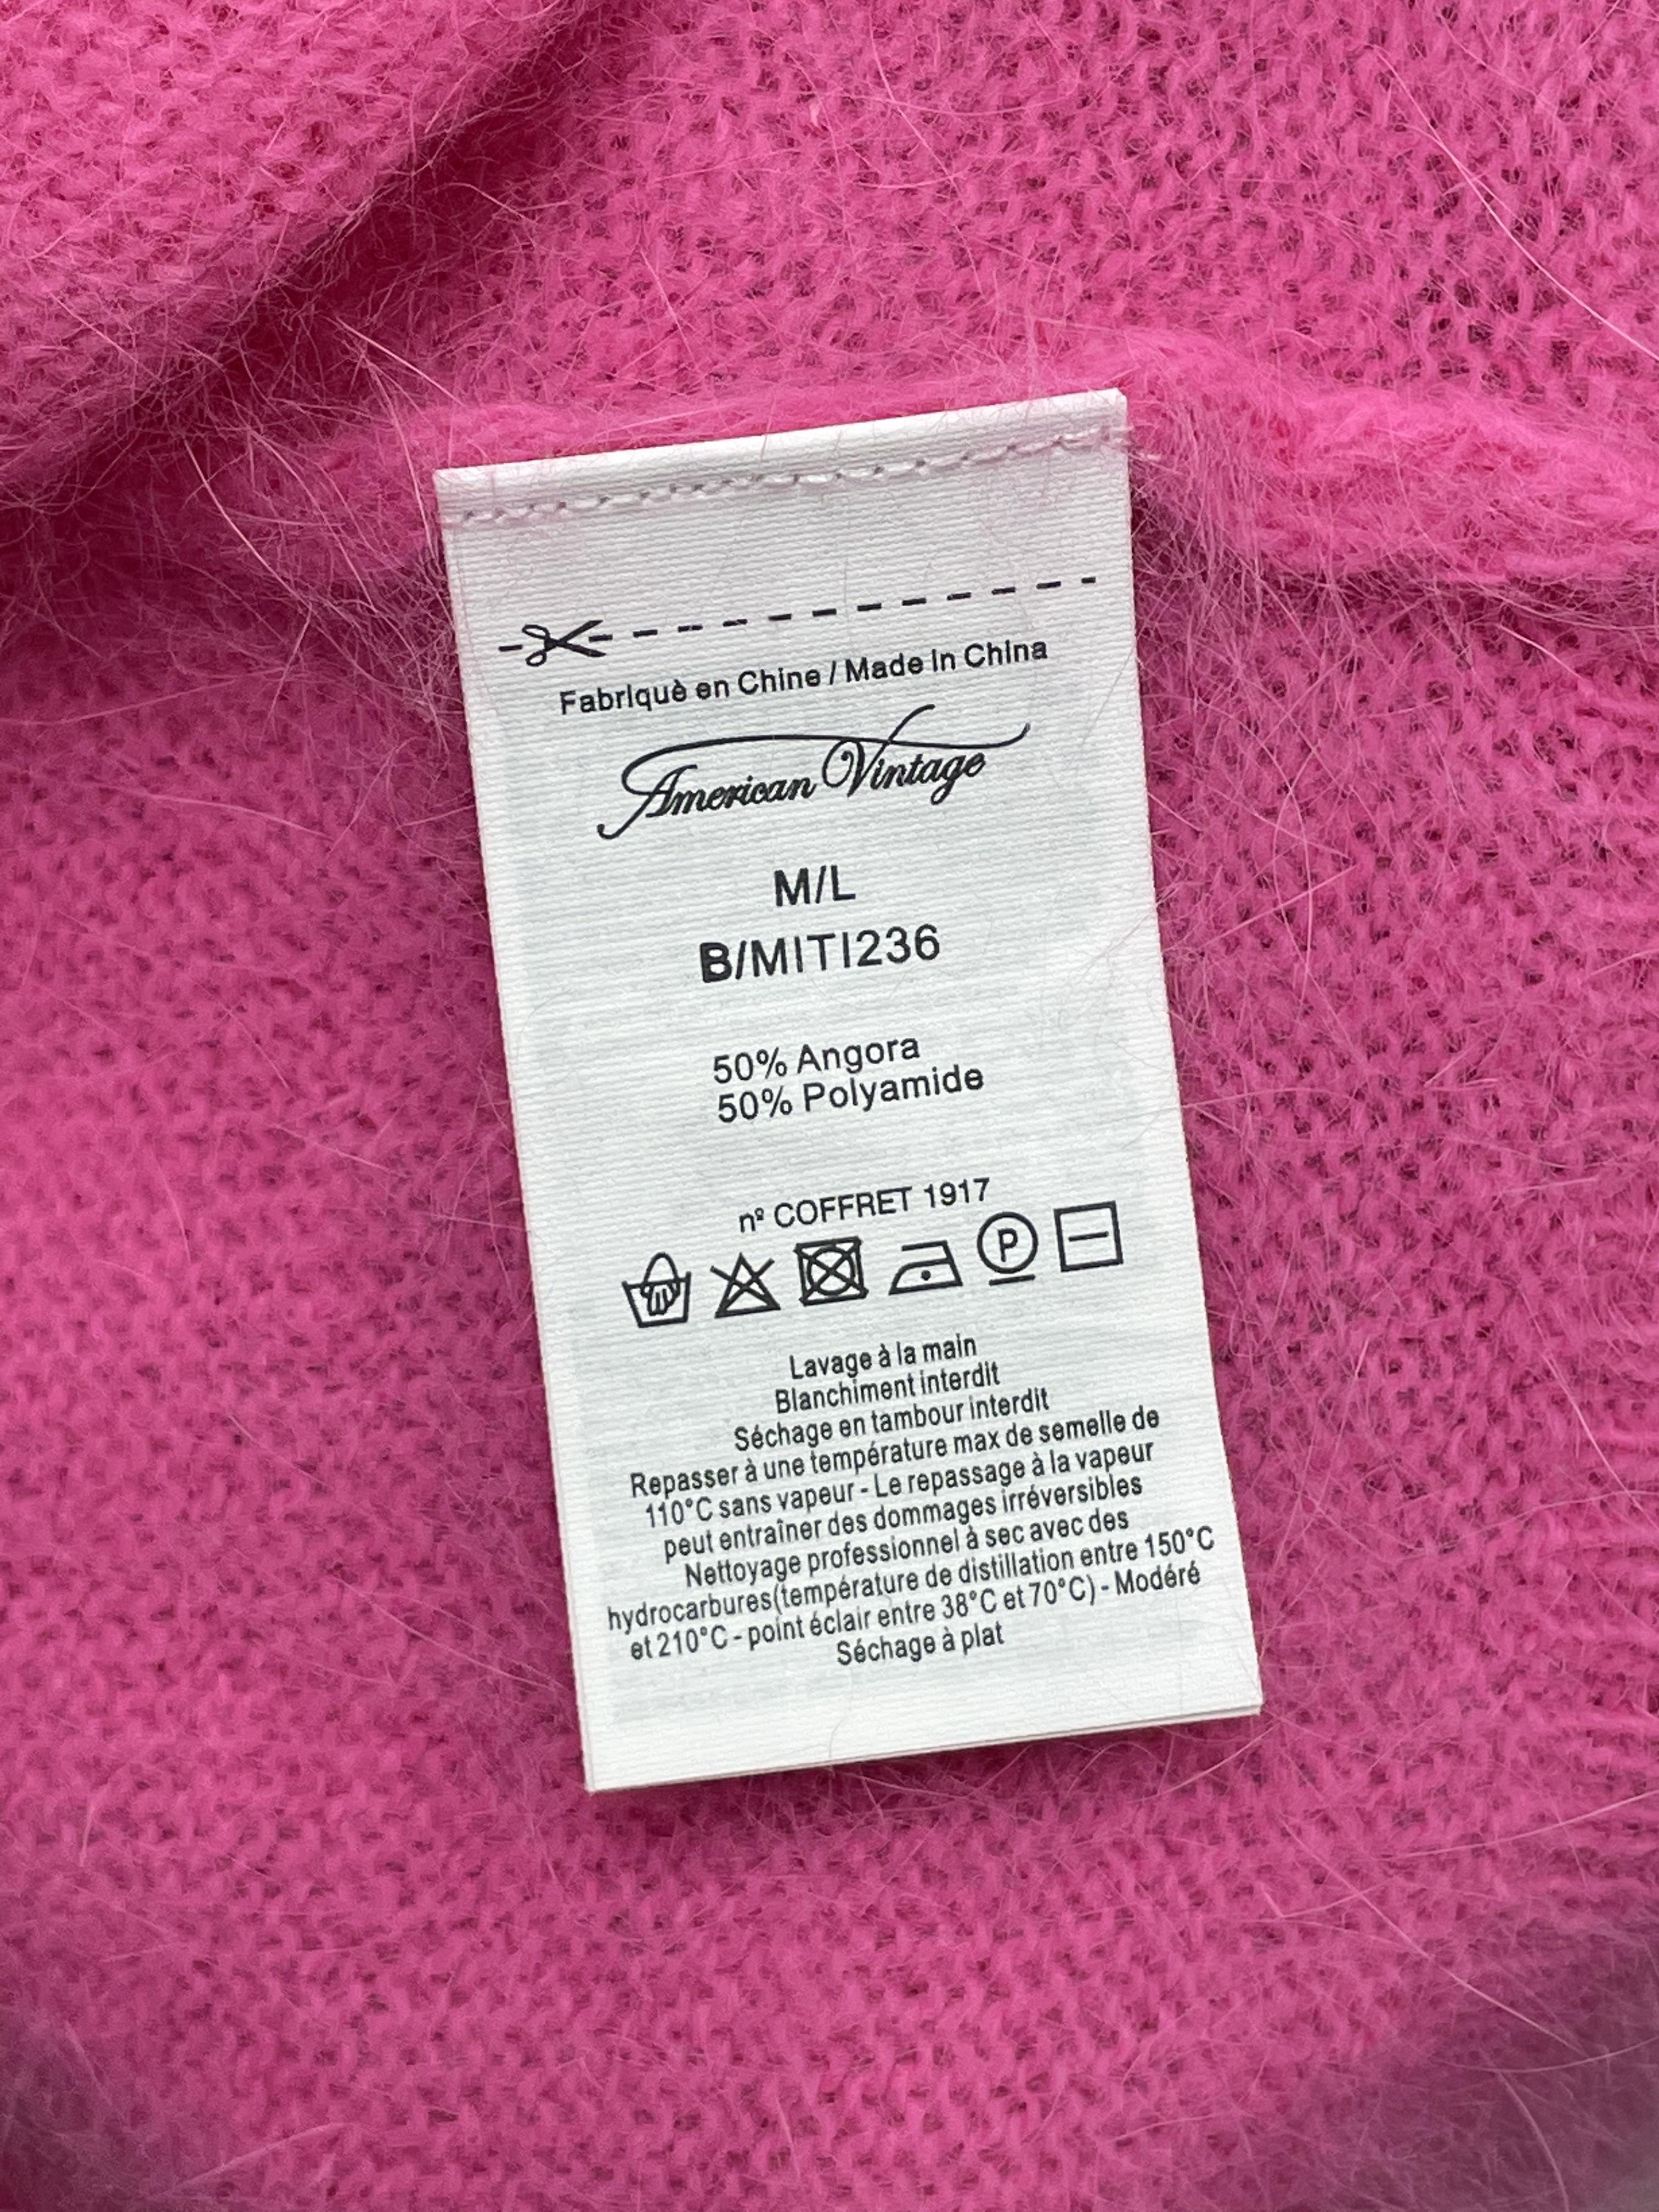 Fabriquè en Chine / Made in China
American Vintage
M/L
B/MITI236
50% Angora
50% Polyamide
nº COFFRET 1917
P
Lavage à la main
Blanchiment interdit
Séchage en tambour interdit
Repasser à une température max de semelle de
110°C sans vapeur - Le repassage à la vapeur
peut entraîner des dommages irréversibles
Nettoyage professionnel à sec avec des
hydrocarbures(température de distillation entre 150°C
et 210°C - point éclair entre 38°C et 70°C) - Modéré
Séchage à plat